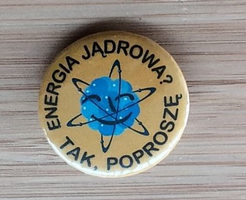 ENERGIA JĄDROWA?
TAK, POPROSZĘ